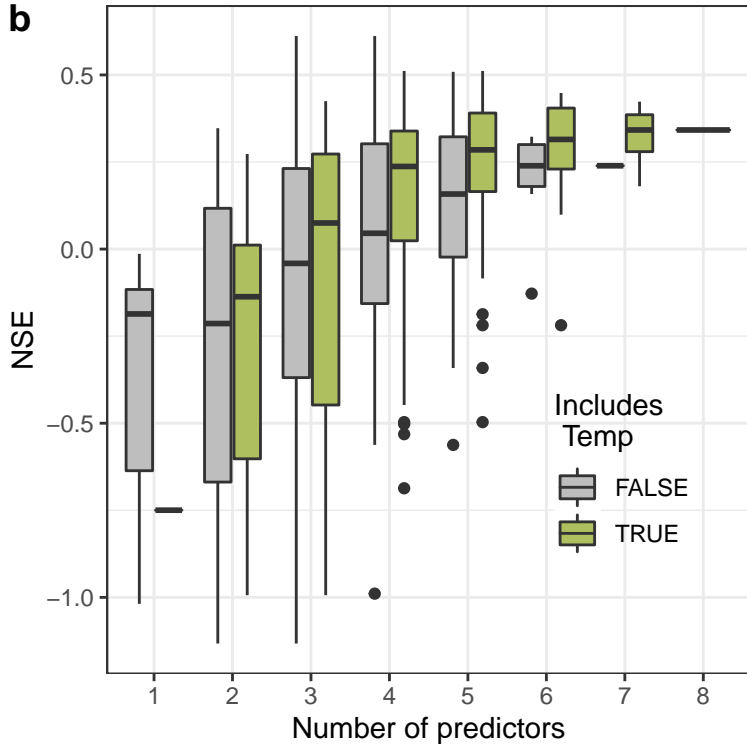 b
0.5
0.0
−0.5
−1.0
NSE
1 2 3 4 5 6 7 8
Number of predictors
Includes
Temp
FALSE
TRUE